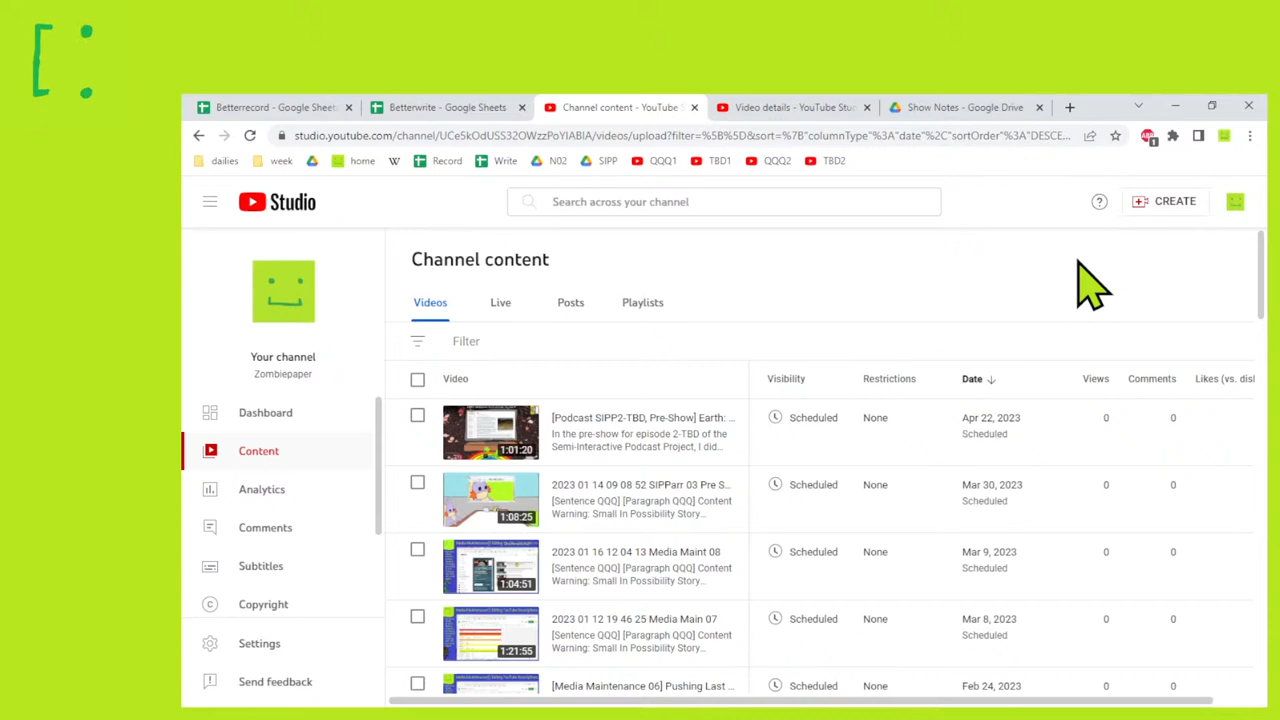 [:
Betterrecord - Google Sheets
Betterwrite - Google Sheets
Channel content - YouTube S
Video details - YouTube Stu
Show Notes - Google Drive
studio.youtube.com/channel/UCe5kOdUSS32OWzzPoYIABIA/videos/upload?filter=%5B%5D&sort=%7B"columnType"%3A"date"%2C"sortOrder"%3A"DESCE...
dailies week home W Record Write N02 SIPP QQQ1 TBD1 QQQ2 TBD2
Studio
Search across your channel
CREATE
Channel content
Videos Live Posts Playlists
Filter
Your channel
Zombiepaper
Dashboard
Content
Analytics
Comments
Subtitles
Copyright
Settings
Send feedback
Video Visibility Restrictions Date Views Comments Likes (vs. disl
[Podcast SIPP2-TBD, Pre-Show] Earth: ... Scheduled None Apr 22, 2023 0 0
In the pre-show for episode 2-TBD of the Scheduled
Semi-Interactive Podcast Project, I did...
1:01:20
2023 01 14 09 08 52 SIPParr 03 Pre S... Scheduled None Mar 30, 2023 0 0
[Sentence QQQ] [Paragraph QQQ] Content Scheduled
Warning: Small In Possibility Story...
1:08:25
2023 01 16 12 04 13 Media Maint 08 Scheduled None Mar 9, 2023 0 0
[Sentence QQQ] [Paragraph QQQ] Content Scheduled
Warning: Small In Possibility Story...
1:04:51
2023 01 12 19 46 25 Media Main 07 Scheduled None Mar 8, 2023 0 0
[Sentence QQQ] [Paragraph QQQ] Content Scheduled
Warning: Small In Possibility Story...
1:21:55
[Media Maintenance 06] Pushing Last ... Scheduled None Feb 24, 2023 0 0